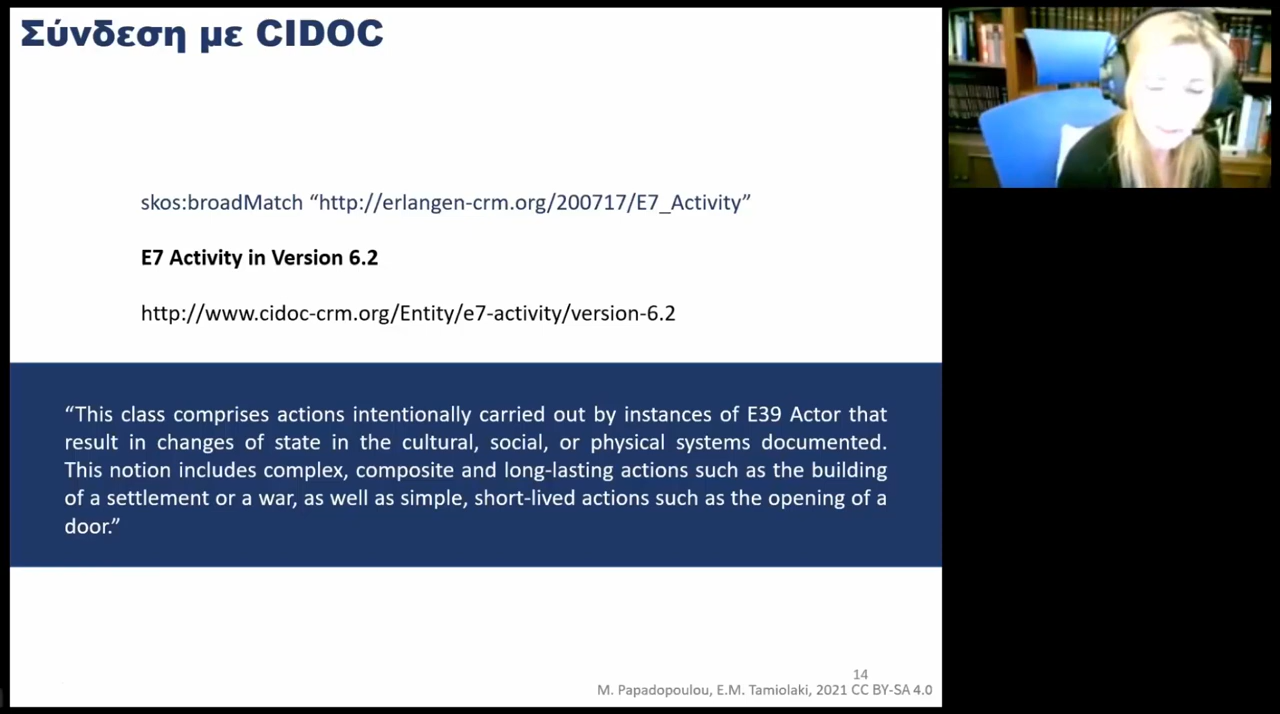 Σύνδεση με CIDOC
skos:broadMatch “http://erlangen-crm.org/200717/E7_Activity”
E7 Activity in Version 6.2
http://www.cidoc-crm.org/Entity/e7-activity/version-6.2
“This class comprises actions intentionally carried out by instances of E39 Actor that
result in changes of state in the cultural, social, or physical systems documented.
This notion includes complex, composite and long-lasting actions such as the building
of a settlement or a war, as well as simple, short-lived actions such as the opening of a
door.”
14
M. Papadopoulou, E.M. Tamiolaki, 2021 CC BY-SA 4.0